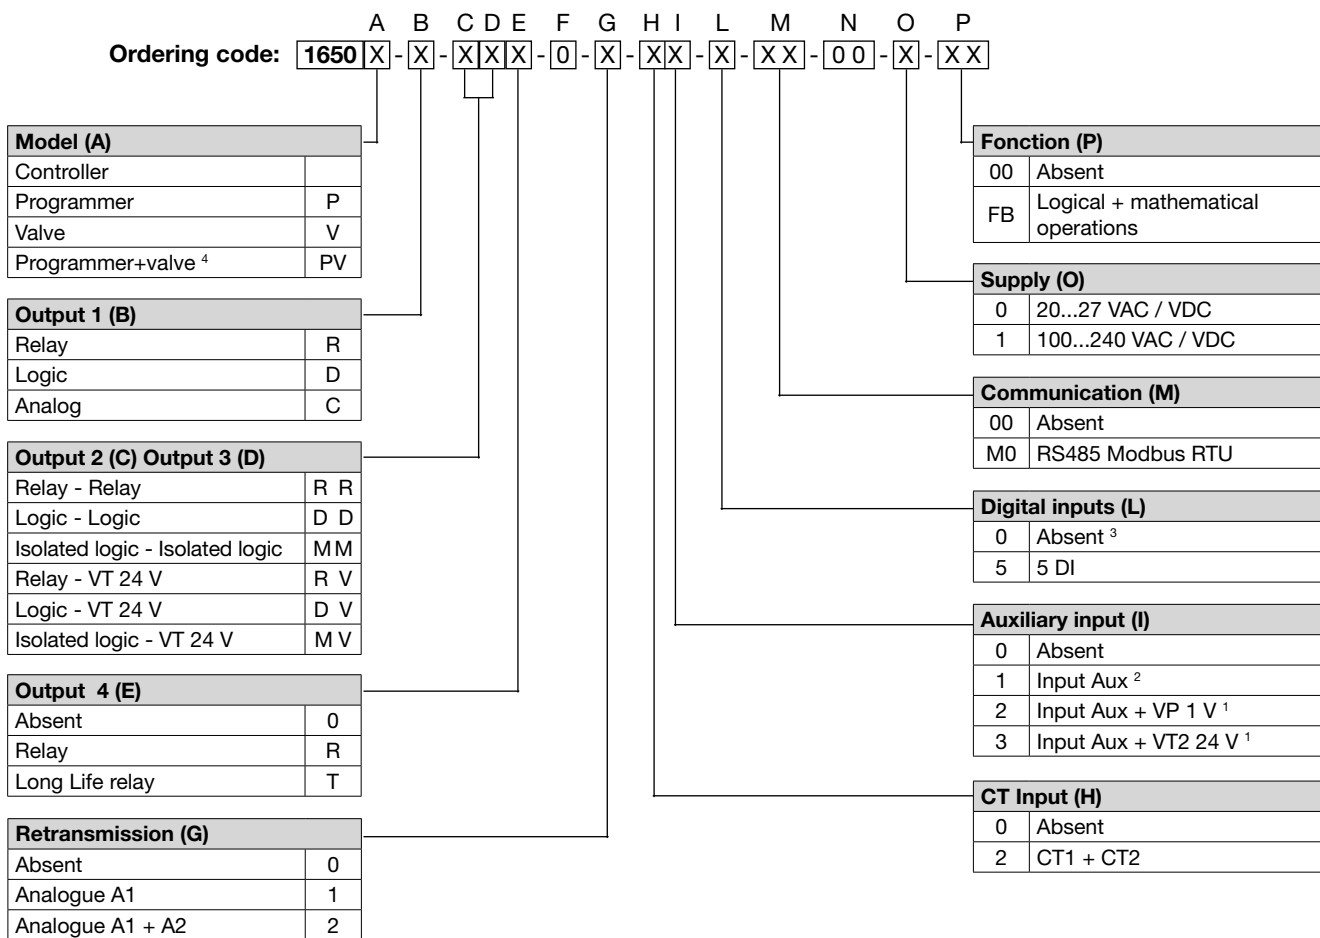 A B C D E F G H I L M N O P
Ordering code: 1650 X - X - X X X - 0 - X - X X - X - X X - 0 0 - X - X X
Model (A)
Controller
Programmer P
Valve V
Programmer+valve 4 PV
Output 1 (B)
Relay R
Logic D
Analog C
Output 2 (C) Output 3 (D)
Relay - Relay R R
Logic - Logic D D
Isolated logic - Isolated logic M M
Relay - VT 24 V R V
Logic - VT 24 V D V
Isolated logic - VT 24 V M V
Output 4 (E)
Absent 0
Relay R
Long Life relay T
Retransmission (G)
Absent 0
Analogue A1 1
Analogue A1 + A2 2
Fonction (P)
00 Absent
FB Logical + mathematical
operations
Supply (O)
0 20...27 VAC / VDC
1 100...240 VAC / VDC
Communication (M)
00 Absent
M0 RS485 Modbus RTU
Digital inputs (L)
0 Absent 3
5 5 DI
Auxiliary input (I)
0 Absent
1 Input Aux 2
2 Input Aux + VP 1 V 1
3 Input Aux + VT2 24 V 1
CT Input (H)
0 Absent
2 CT1 + CT2